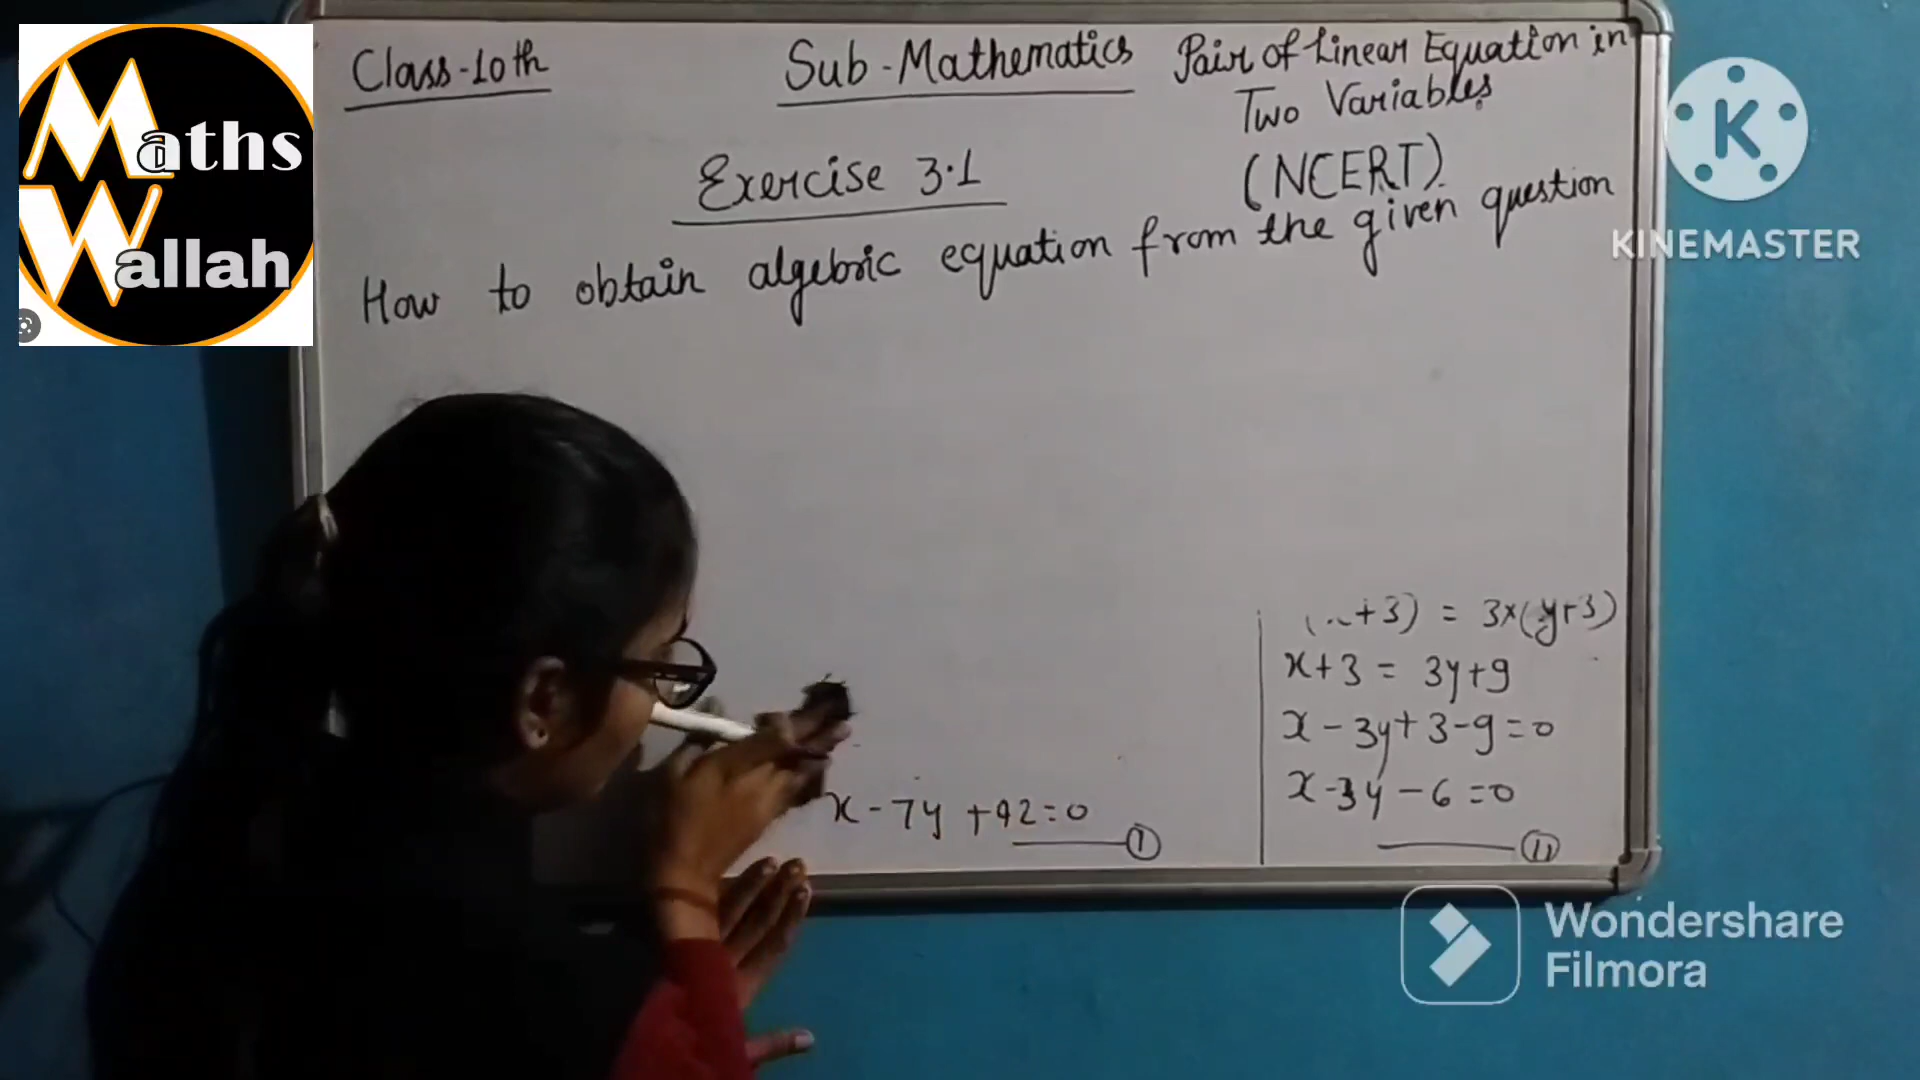 Maths
Wallah
Class-10th
Sub-Mathematics
Pair of Linear Equation in
Two Variables
(NCERT)
Exercise 3.1
How to obtain algebric equation from the given question
K
KINEMASTER
+3) = 3×(y+3)
x+3 = 3y+9
x-3y+3-9=0
x-3y-6=0
(II)
x-7y+42=0
(I)
Wondershare
Filmora